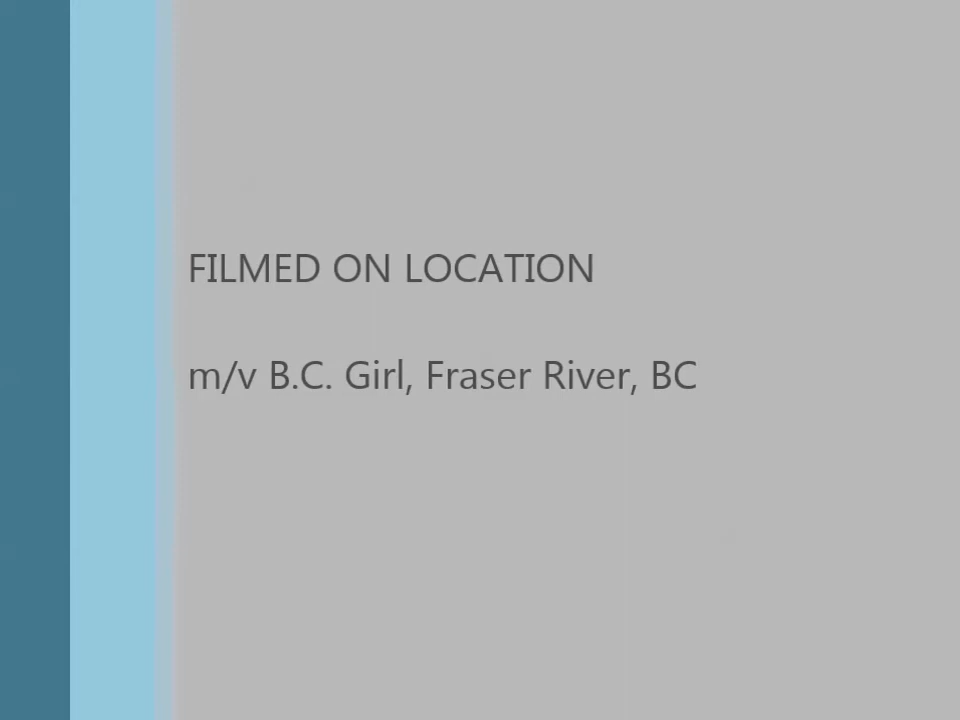 FILMED ON LOCATION
m/v B.C. Girl, Fraser River, BC